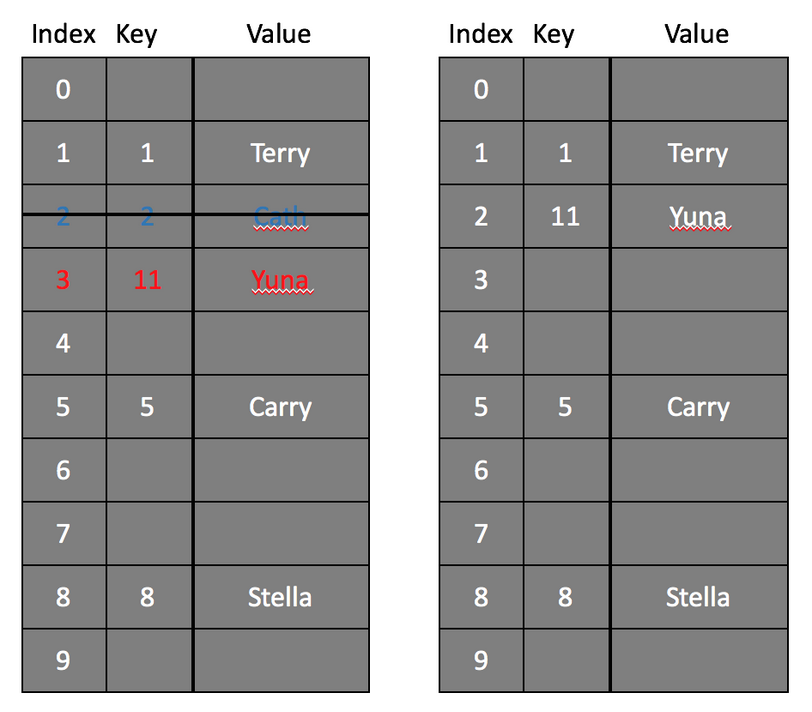 Index Key Value
0
1 1 Terry
2 2 Cath
3 11 Yuna
4
5 5 Carry
6
7
8 8 Stella
9
Index Key Value
0
1 1 Terry
2 11 Yuna
3
4
5 5 Carry
6
7
8 8 Stella
9